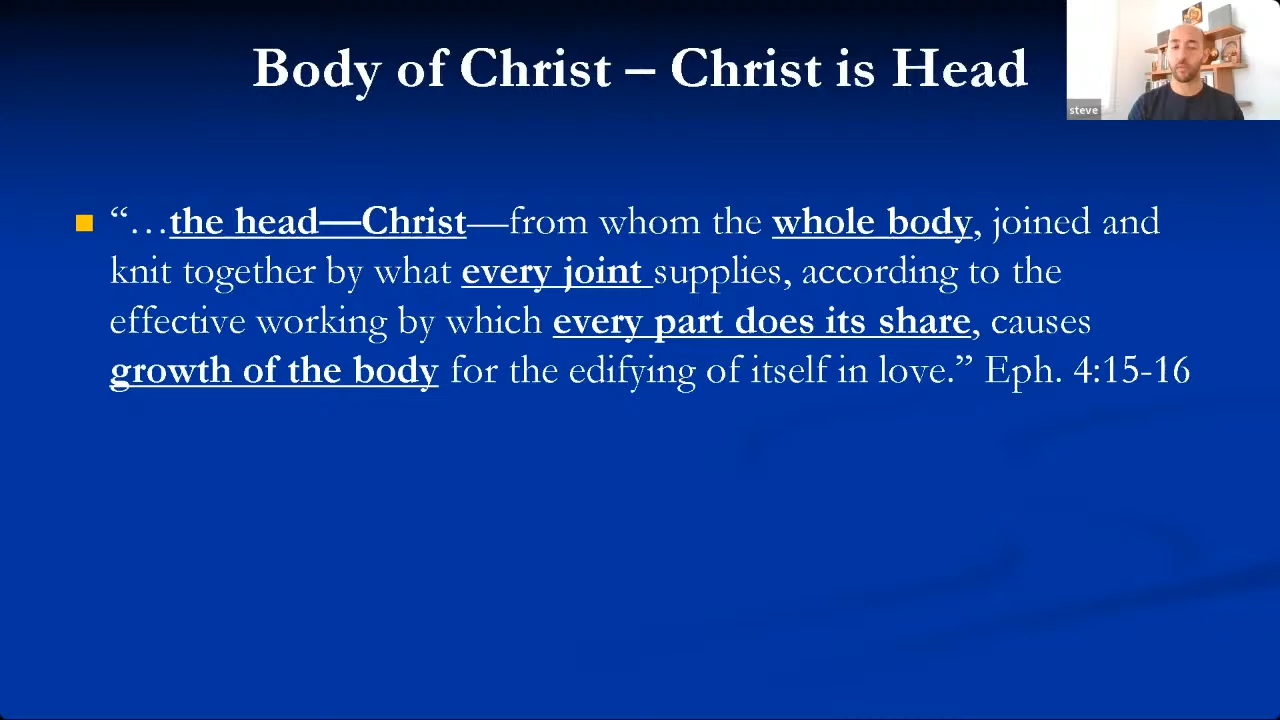 Body of Christ – Christ is Head
steve
“…the head—Christ—from whom the whole body, joined and
knit together by what every joint supplies, according to the
effective working by which every part does its share, causes
growth of the body for the edifying of itself in love.” Eph. 4:15-16